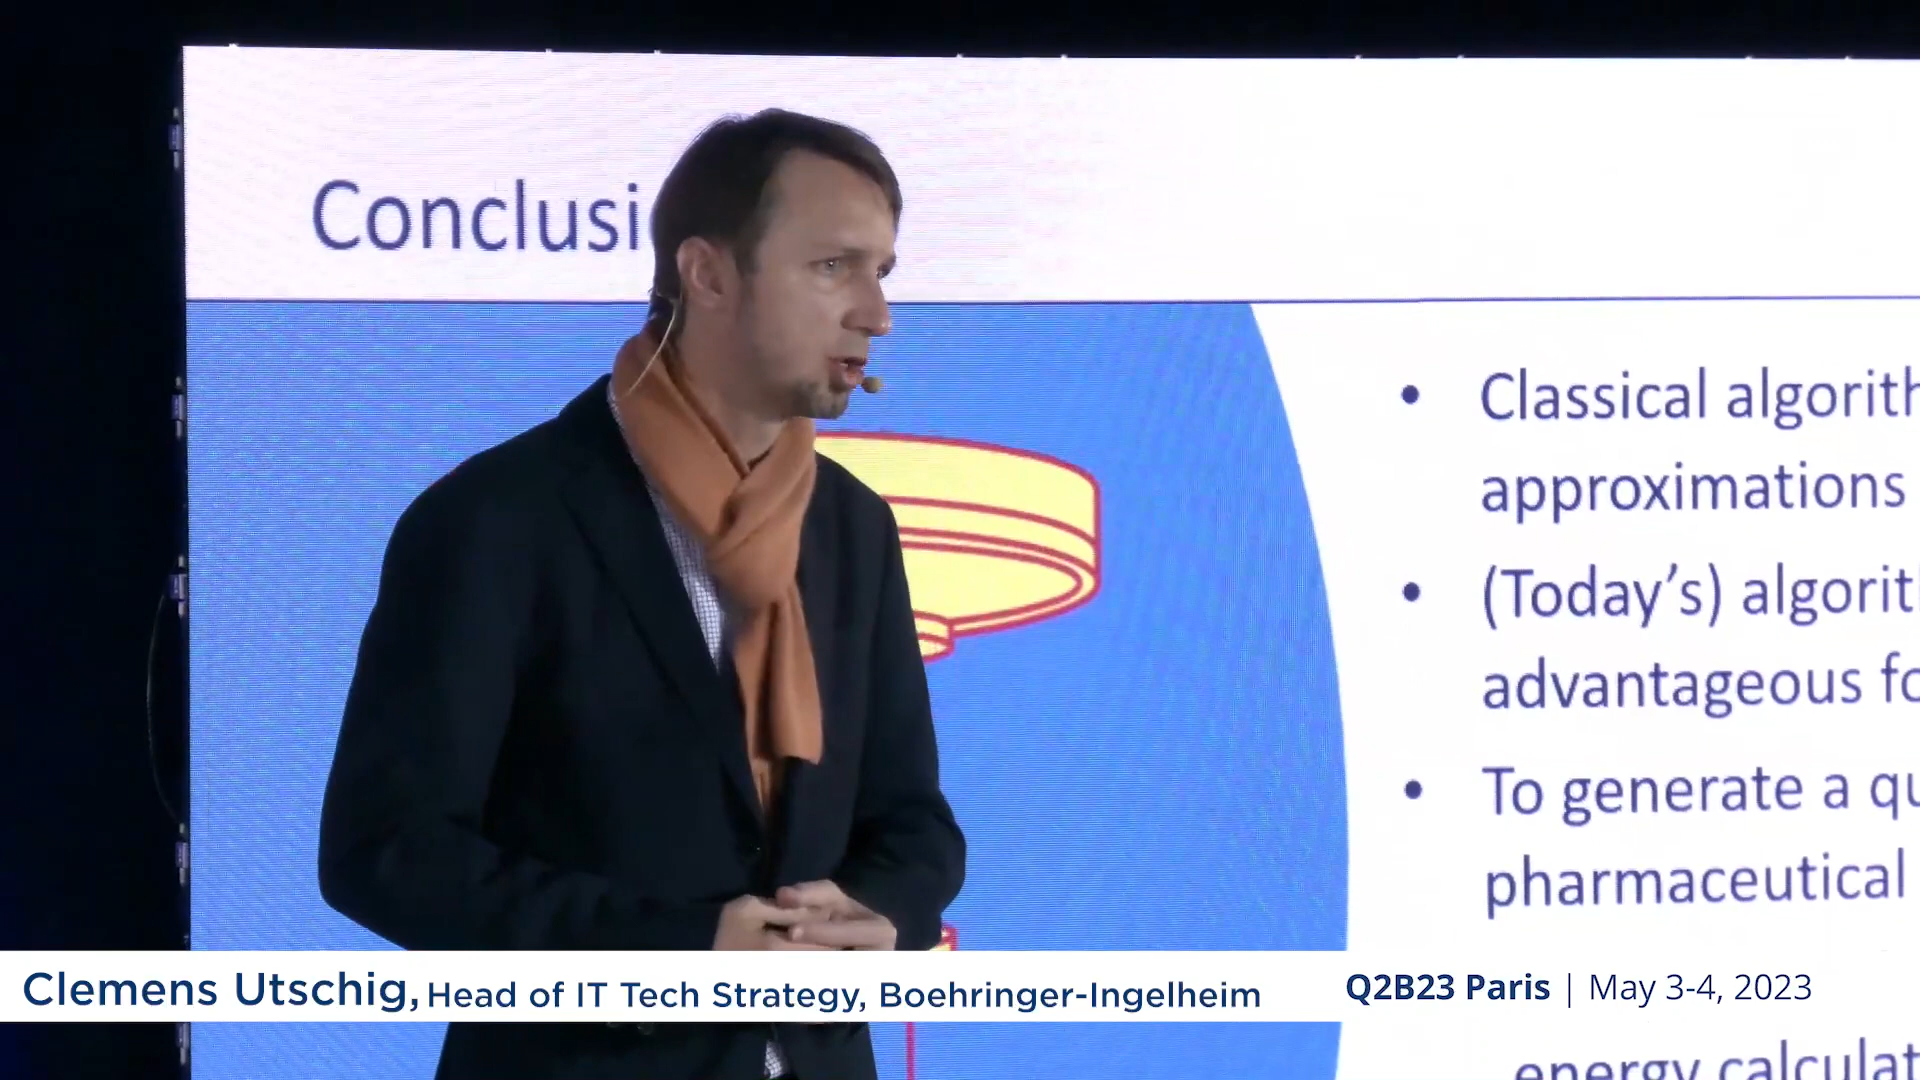 Conclusi
• Classical algorith
approximations
• (Today's) algorit
advantageous fo
• To generate a qu
pharmaceutical
energy calculat
Clemens Utschig, Head of IT Tech Strategy, Boehringer-Ingelheim
Q2B23 Paris | May 3-4, 2023